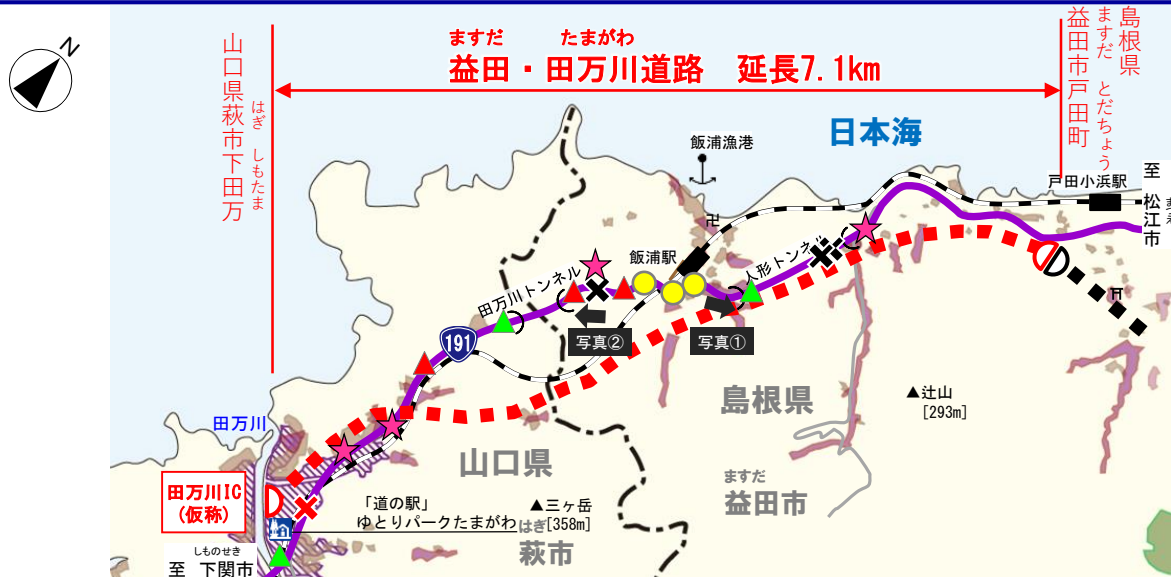 N
ますだ たまがわ
益田・田万川道路 延長7.1km
山口県萩市下田万
はぎ しもたま
島根県
ますだ とだちょう
益田市戸田町
日本海
飯浦漁港
戸田小浜駅
至 松江市
飯浦駅
人形トンネル
田万川トンネル
191
写真②
写真①
島根県
▲辻山
[293m]
田万川
山口県
ますだ
益田市
田万川IC
(仮称)
「道の駅」
ゆとりパークたまがわ
▲三ヶ岳
[358m]
はぎ
萩市
しものせき
至 下関市